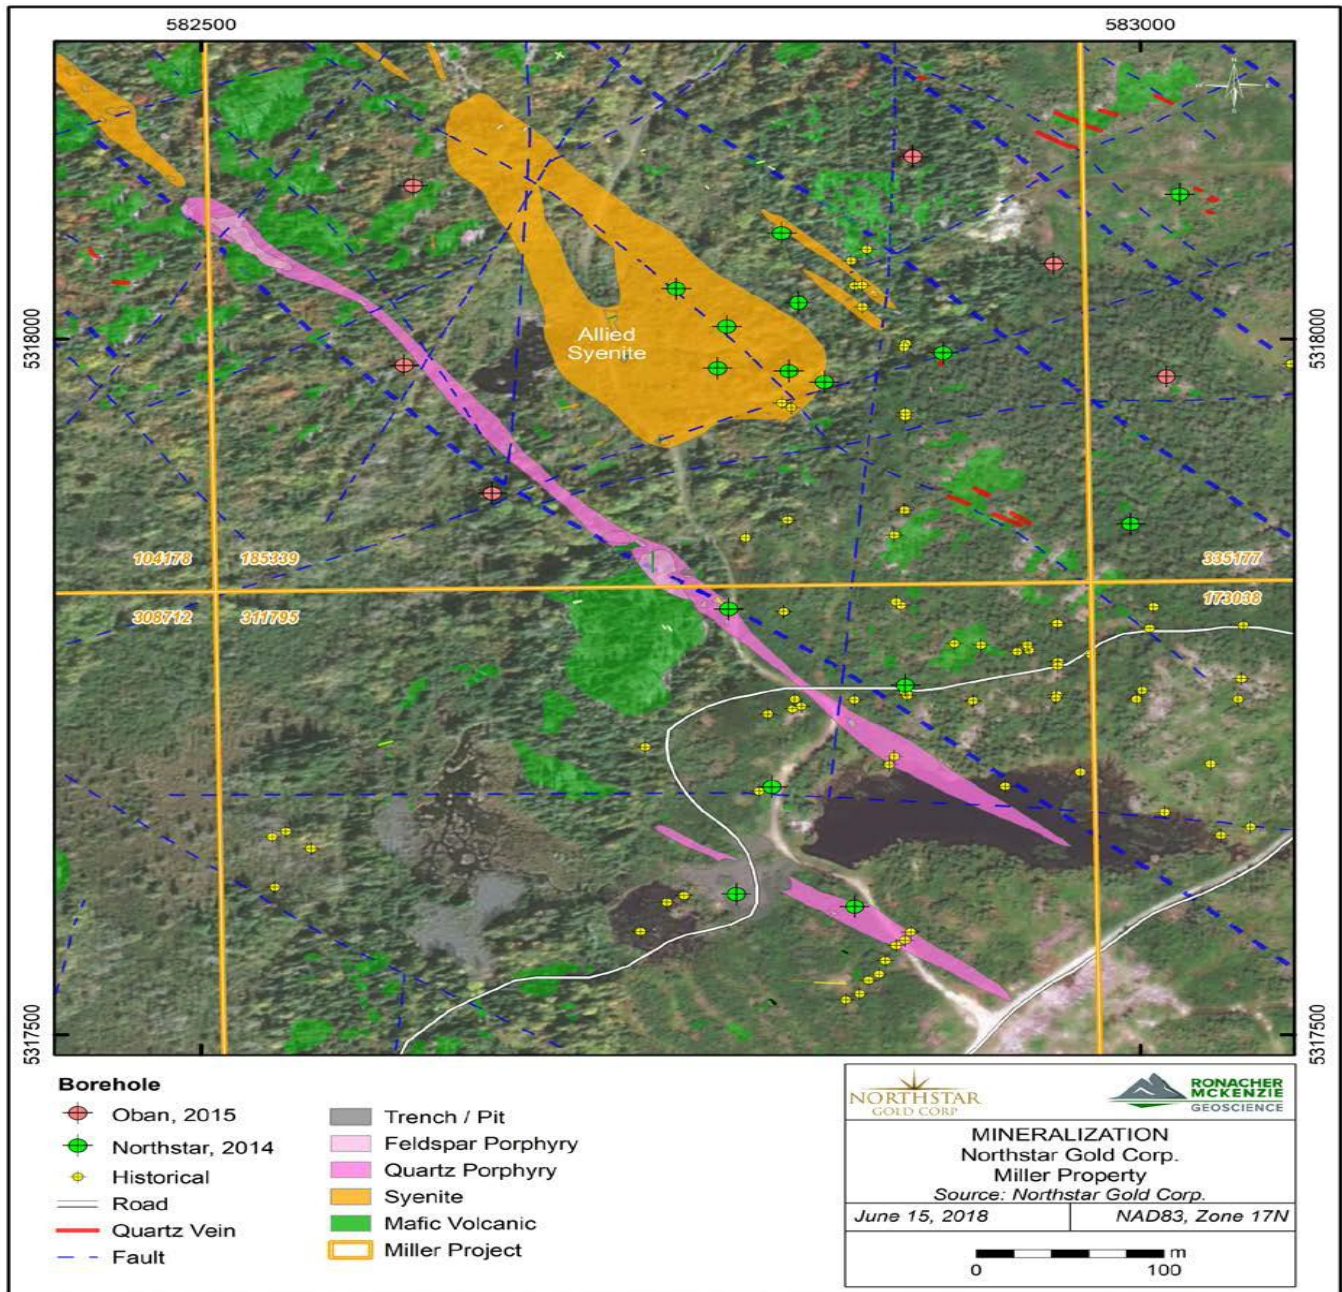 582500
583000
5318000
5318000
Allied
Syenite
104178
185339
335177
308712
311795
173038
5317500
5317500
Borehole
Oban, 2015
Northstar, 2014
Historical
Road
Quartz Vein
Fault
Trench / Pit
Feldspar Porphyry
Quartz Porphyry
Syenite
Mafic Volcanic
Miller Project
NORTHSTAR
GOLD CORP
RONACHER
MCKENZIE
GEOSCIENCE
MINERALIZATION
Northstar Gold Corp.
Miller Property
Source: Northstar Gold Corp.
June 15, 2018
NAD83, Zone 17N
m
0
100